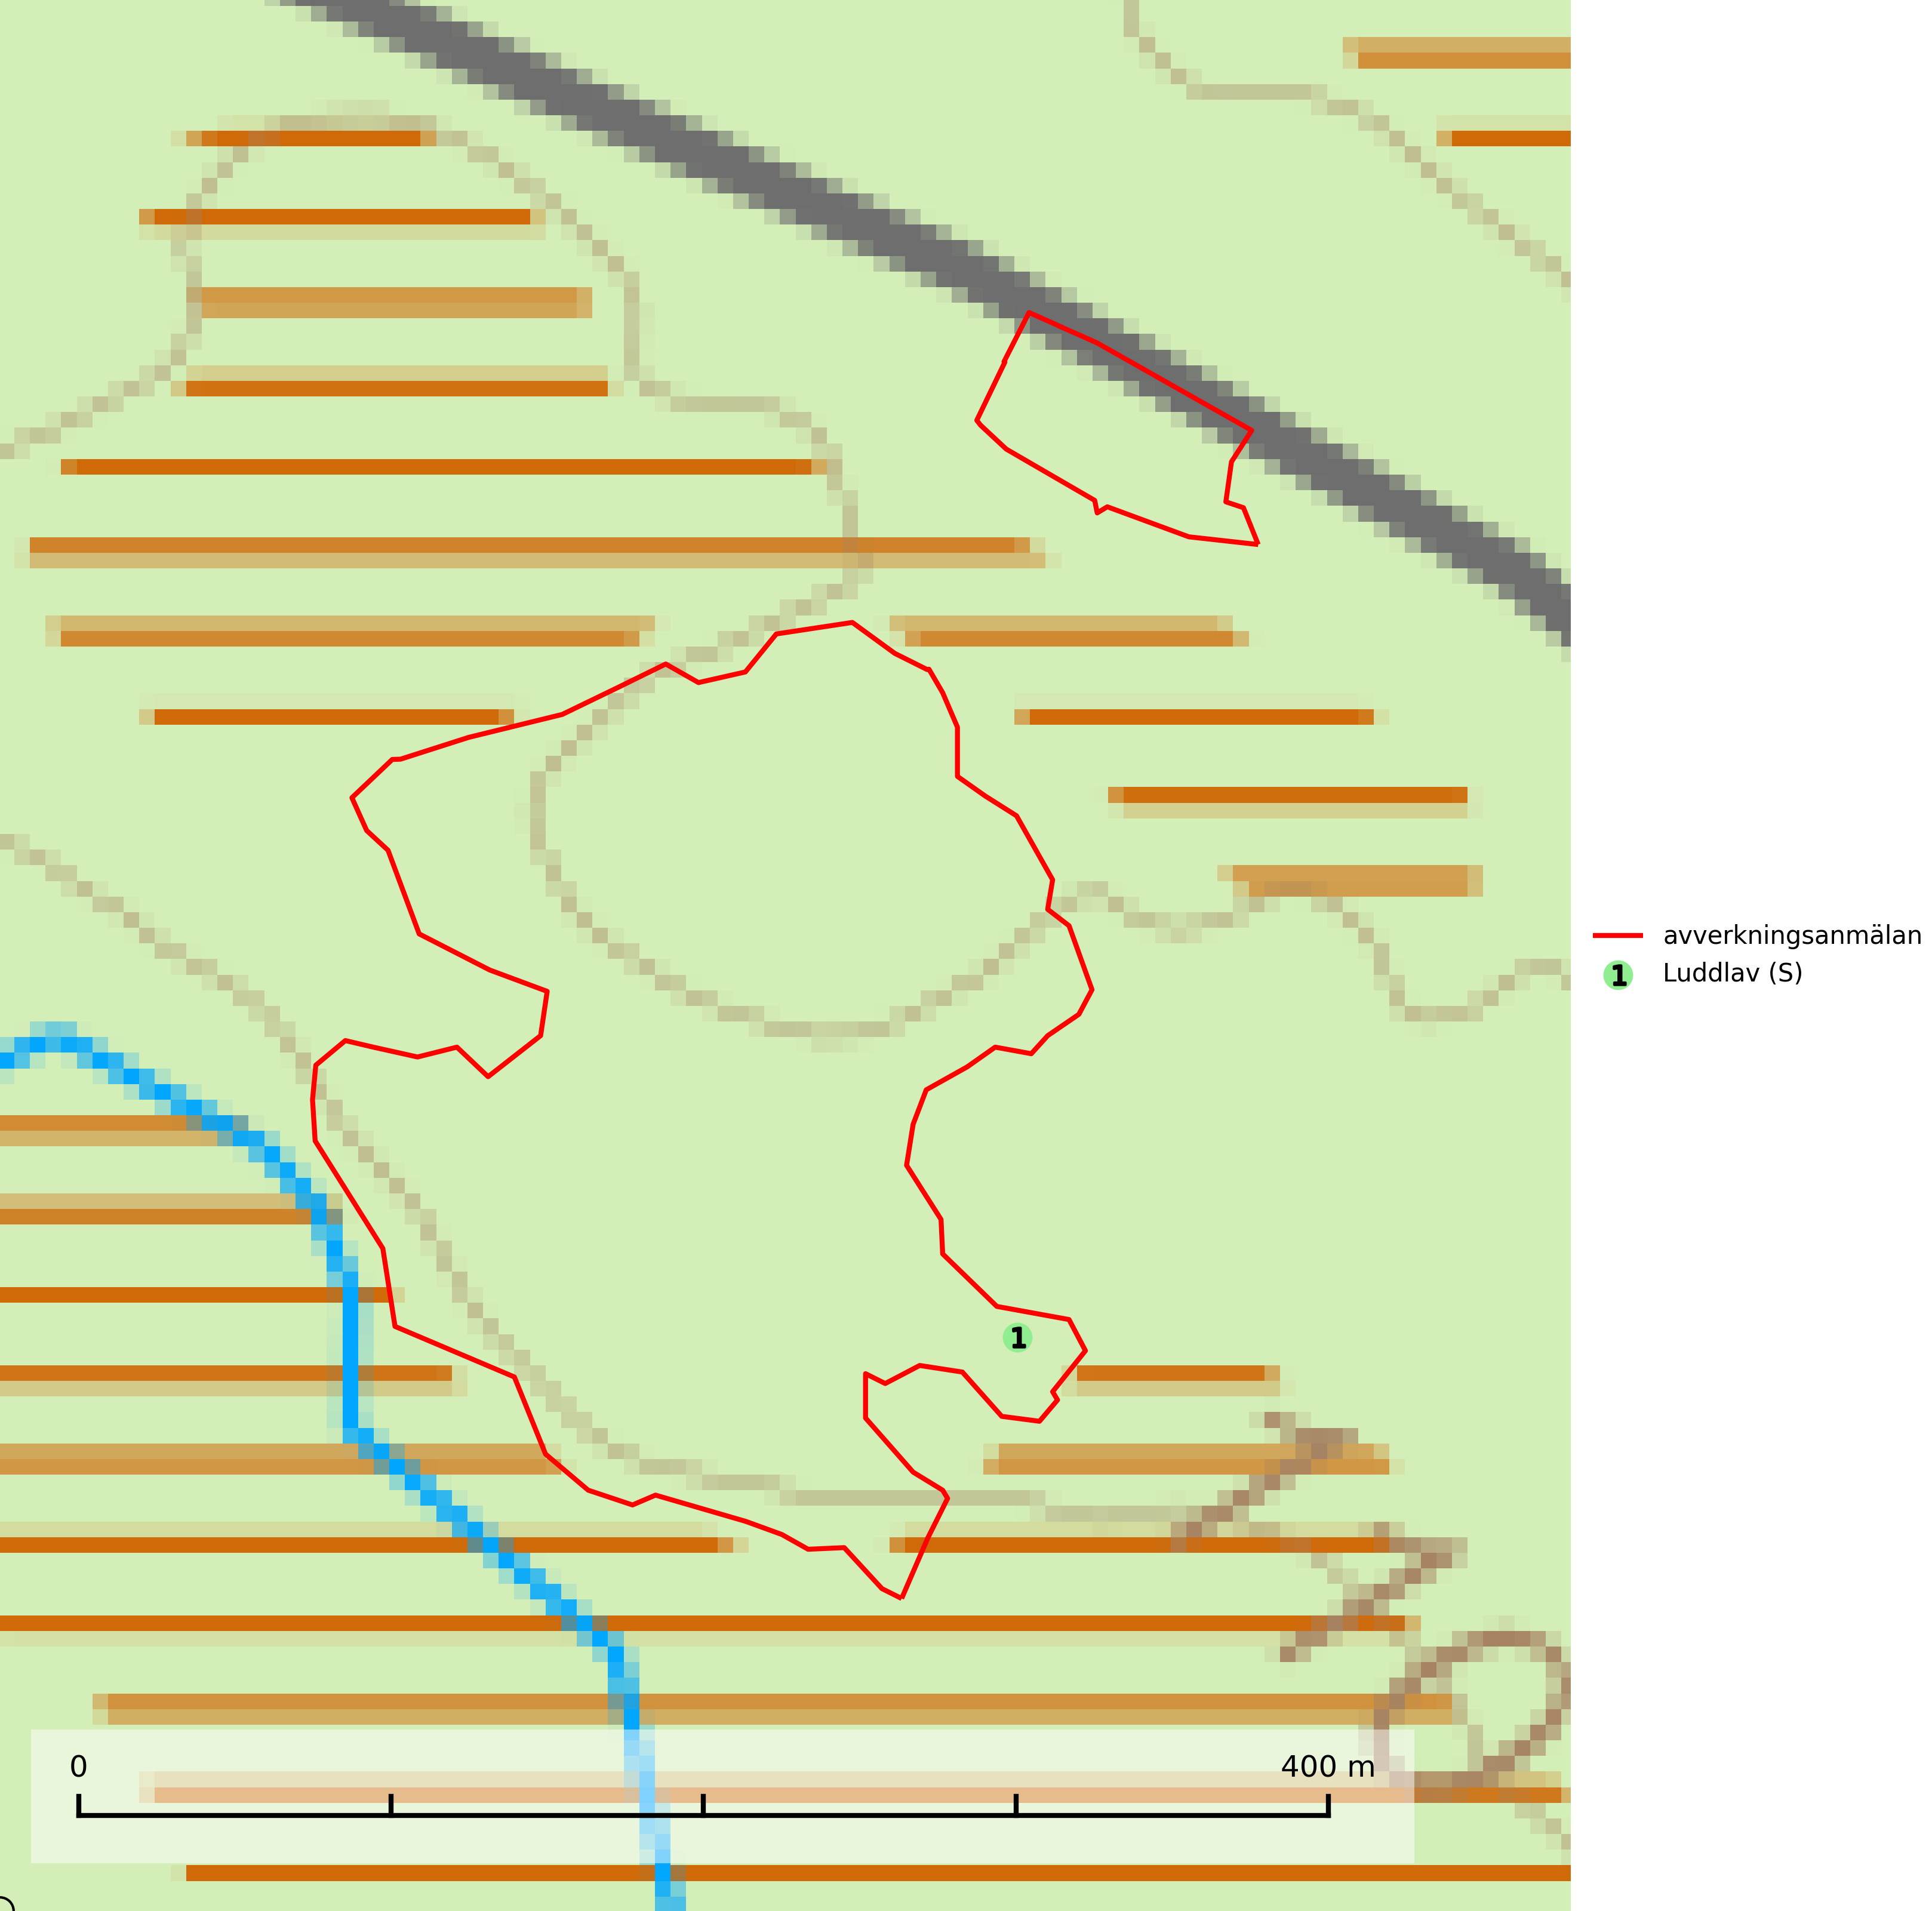 avverkningsanmälan
1 Luddlav (S)
1
0 400 m